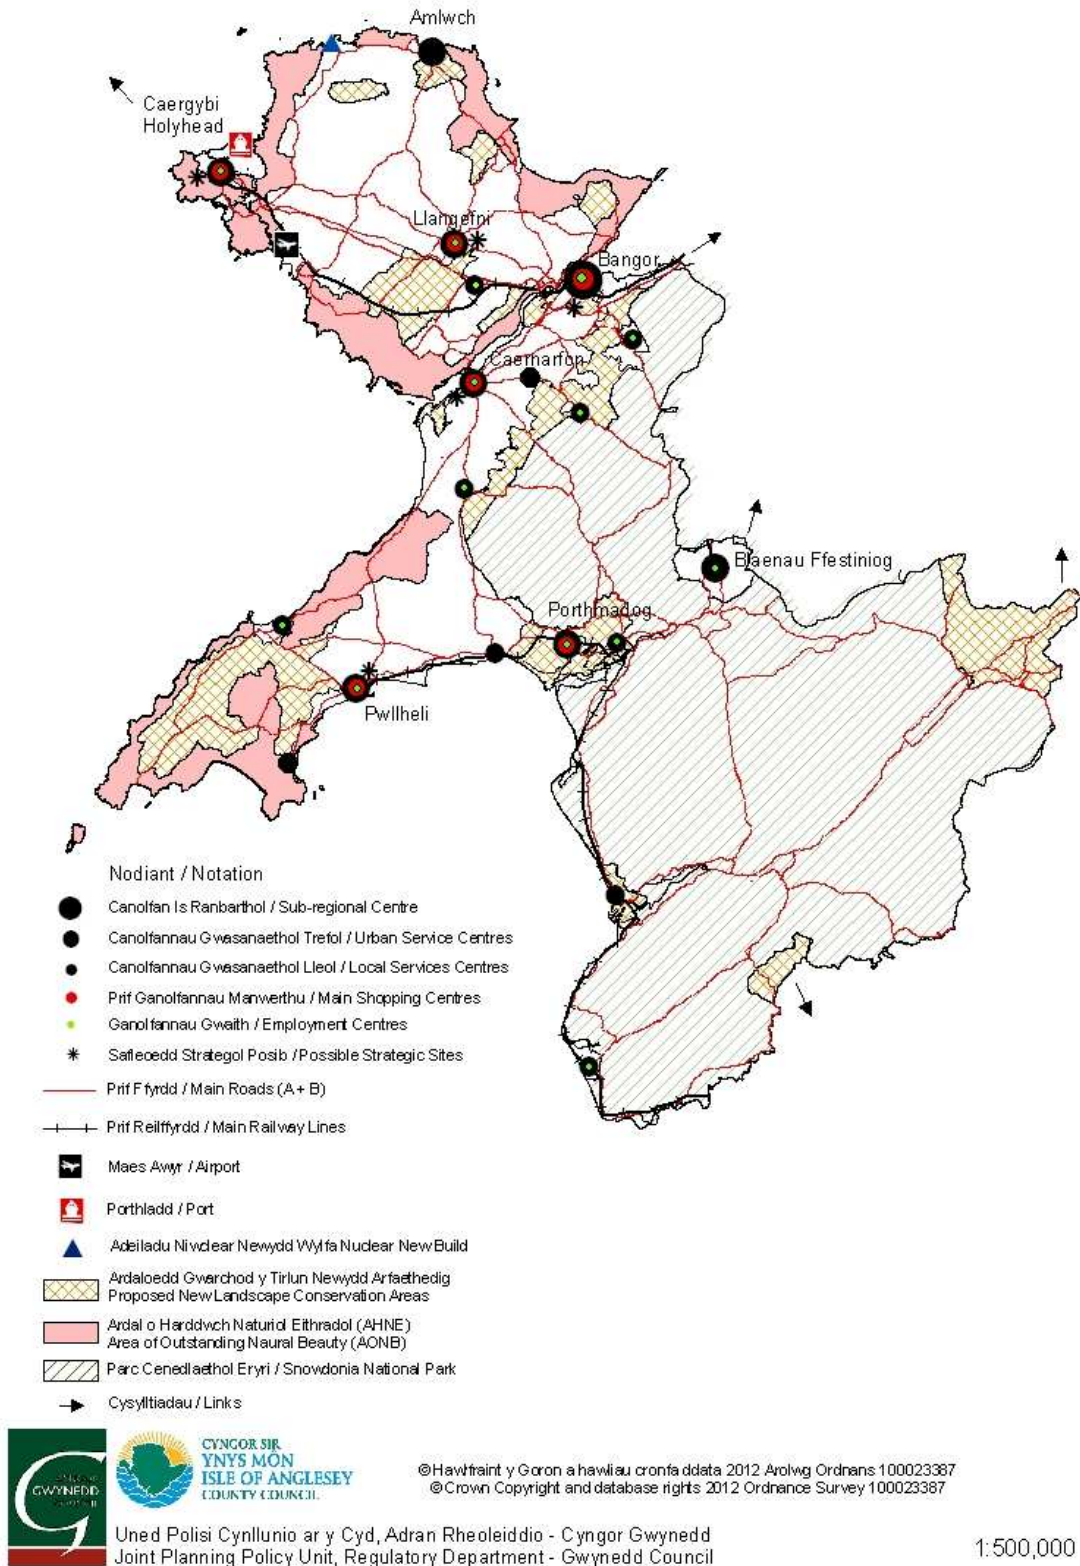 Amlwch
Caergybi
Holyhead
Llangefni
Bangor
Caernarfon
Blaenau Ffestiniog
Porthmadog
Pwllheli
Nodiant / Notation
Canolfan Is Ranbarthol / Sub-regional Centre
Canolfannau Gwasanaethol Trefol / Urban Service Centres
Canolfannau Gwasanaethol Lleol / Local Services Centres
Prif Ganolfannau Manwerthu / Main Shopping Centres
Ganolfannau Gwaith / Employment Centres
Safleoedd Strategol Posib / Possible Strategic Sites
Prif Ffyrdd / Main Roads (A + B)
Prif Reilffyrdd / Main Railway Lines
Maes Awyr / Airport
Porthladd / Port
Adeiladu Niwclear Newydd Wylfa Nuclear New Build
Ardaloedd Gwarchod y Tirlun Newydd Arfaethedig
Proposed New Landscape Conservation Areas
Ardal o Harddwch Naturiol Eithradol (AHNE)
Area of Outstanding Naural Beauty (AONB)
Parc Cenedlaethol Eryri / Snowdonia National Park
Cysylltiadau / Links
GWYNEDD
CYNGOR SIR
YNYS MÔN
ISLE OF ANGLESEY
COUNTY COUNCIL
© Hawlfraint y Goron a hawliau cronfa ddata 2012 Arolwg Ordnans 100023387
© Crown Copyright and database rights 2012 Ordnance Survey 100023387
Uned Polisi Cynllunio ar y Cyd, Adran Rheoleiddio - Cyngor Gwynedd
Joint Planning Policy Unit, Regulatory Department - Gwynedd Council
1:500,000